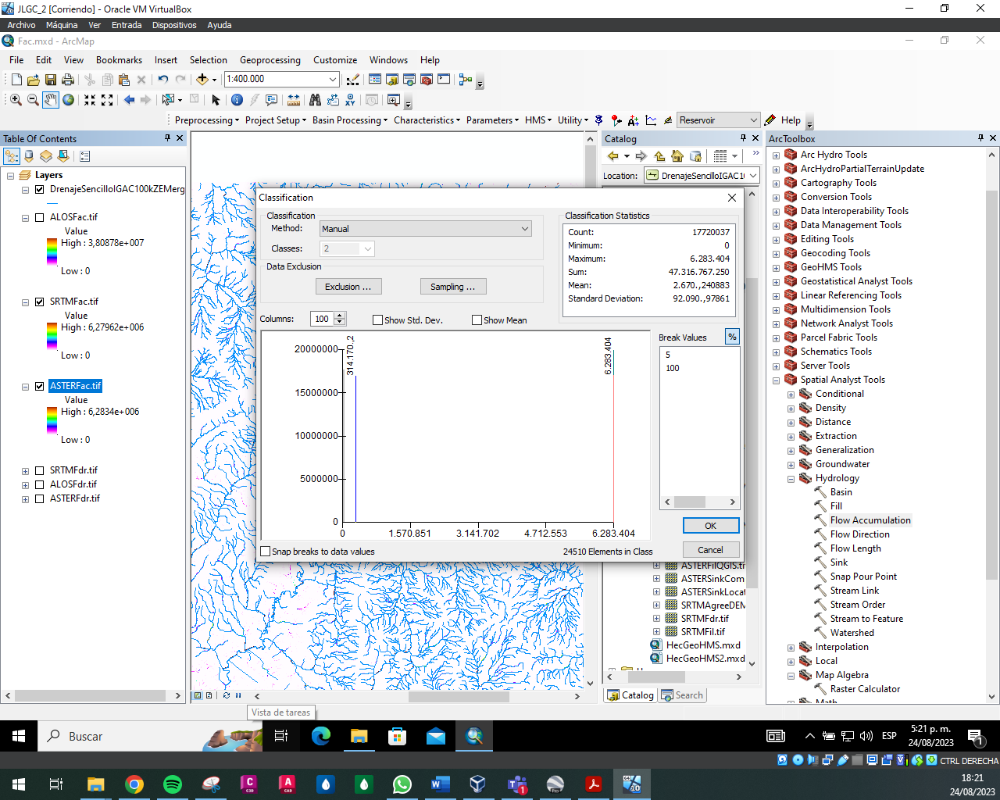 JLGC_2 [Corriendo] - Oracle VM VirtualBox
Archivo Máquina Ver Entrada Dispositivos Ayuda
Fac.mxd - ArcMap
File Edit View Bookmarks Insert Selection Geoprocessing Customize Windows Help
1:400.000
Preprocessing Project Setup Basin Processing Characteristics Parameters HMS Utility Reservoir Help
Table Of Contents
Layers
DrenajeSencilloIGAC100kZEMerg
ALOSFac.tif
Value
High : 3,80878e+007
Low : 0
SRTMFac.tif
Value
High : 6,27962e+006
Low : 0
ASTERFac.tif
Value
High : 6,2834e+006
Low : 0
SRTMFdr.tif
ALOSFdr.tif
ASTERFdr.tif
Classification
Classification
Method: Manual
Classes: 2
Data Exclusion
Exclusion ...
Sampling ...
Classification Statistics
Count: 17720037
Minimum: 0
Maximum: 6.283.404
Sum: 47.316.767.250
Mean: 2.670,,240883
Standard Deviation: 92.090,,97861
Columns: 100
Show Std. Dev.
Show Mean
Break Values
%
5
100
20000000
15000000
10000000
5000000
0
314.170,,2
6.283.404
0 1.570.851 3.141.702 4.712.553 6.283.404
Snap breaks to data values
24510 Elements in Class
OK
Cancel
Catalog
Location: DrenajeSencilloIGAC1(
ASTERFilQGIS.ti
ASTERSinkCom
ASTERSinkLocat
SRTMAgreeDEM
SRTMFdr.tif
SRTMFil.tif
HecGeoHMS.mxd
HecGeoHMS2.mxd
Catalog Search
ArcToolbox
Arc Hydro Tools
ArcHydroPartialTerrainUpdate
Cartography Tools
Conversion Tools
Data Interoperability Tools
Data Management Tools
Editing Tools
Geocoding Tools
GeoHMS Tools
Geostatistical Analyst Tools
Linear Referencing Tools
Multidimension Tools
Network Analyst Tools
Parcel Fabric Tools
Schematics Tools
Server Tools
Spatial Analyst Tools
Conditional
Density
Distance
Extraction
Generalization
Groundwater
Hydrology
Basin
Fill
Flow Accumulation
Flow Direction
Flow Length
Sink
Snap Pour Point
Stream Link
Stream Order
Stream to Feature
Watershed
Interpolation
Local
Map Algebra
Raster Calculator
Math
Vista de tareas
Buscar
ESP
5:21 p. m.
24/08/2023
1
CTRL DERECHA
18:21
24/08/2023